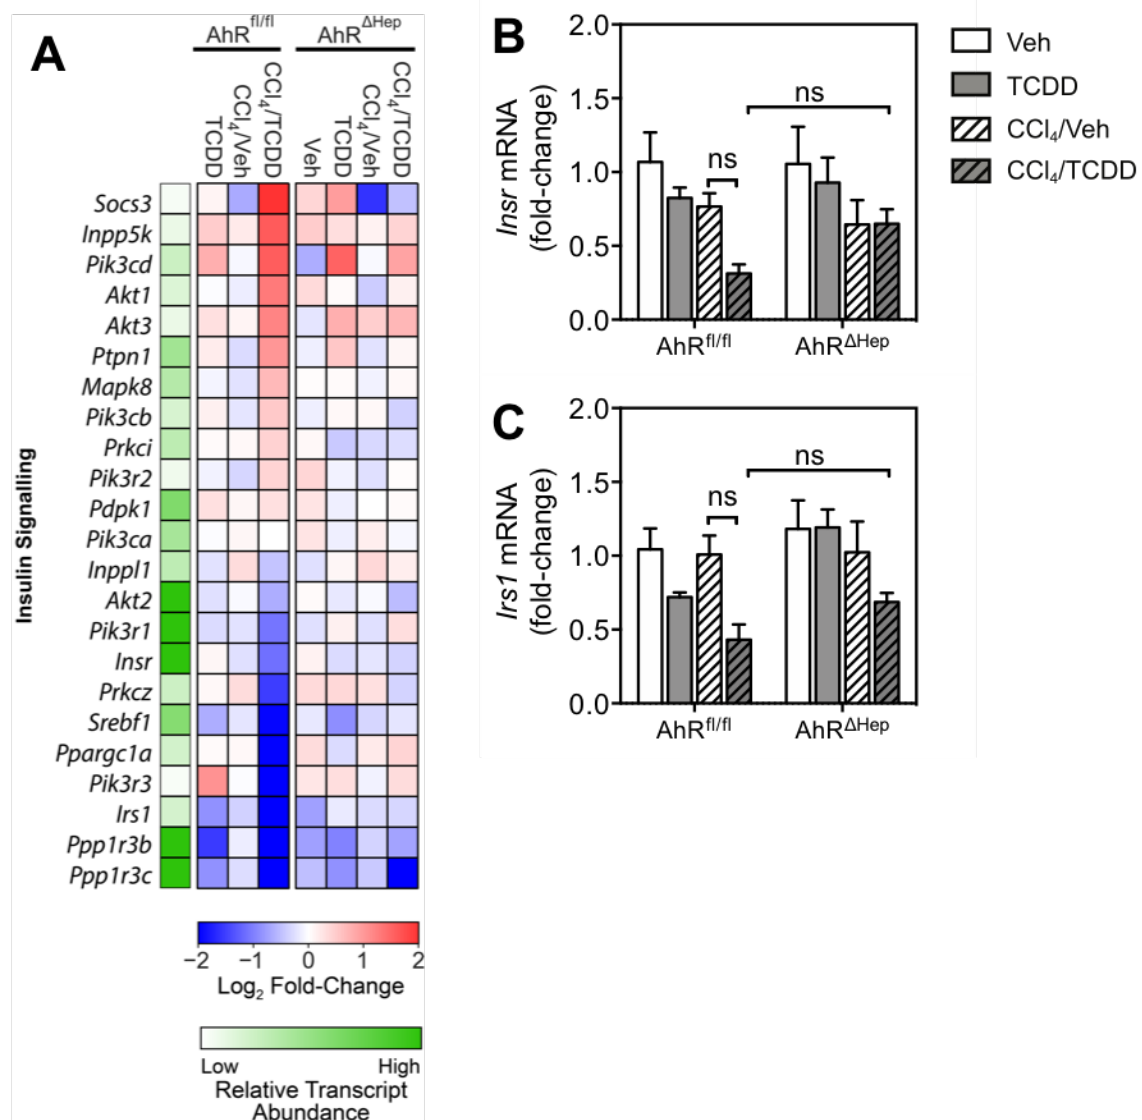 A
AhR^fl/fl
AhR^ΔHep
TCDD
CCl₄/Veh
CCl₄/TCDD
Veh
TCDD
CCl₄/Veh
CCl₄/TCDD
Insulin Signalling
Socs3
Inpp5k
Pik3cd
Akt1
Akt3
Ptpn1
Mapk8
Pik3cb
Prkci
Pik3r2
Pdpk1
Pik3ca
Inppl1
Akt2
Pik3r1
Insr
Prkcz
Srebf1
Ppargc1a
Pik3r3
Irs1
Ppp1r3b
Ppp1r3c
−2 −1 0 1 2
Log₂ Fold-Change
Low High
Relative Transcript
Abundance
B
Insr mRNA
(fold-change)
2.0
1.5
1.0
0.5
0.0
ns
ns
AhR^fl/fl AhR^ΔHep
Veh
TCDD
CCl₄/Veh
CCl₄/TCDD
C
Irs1 mRNA
(fold-change)
2.0
1.5
1.0
0.5
0.0
ns
ns
AhR^fl/fl AhR^ΔHep